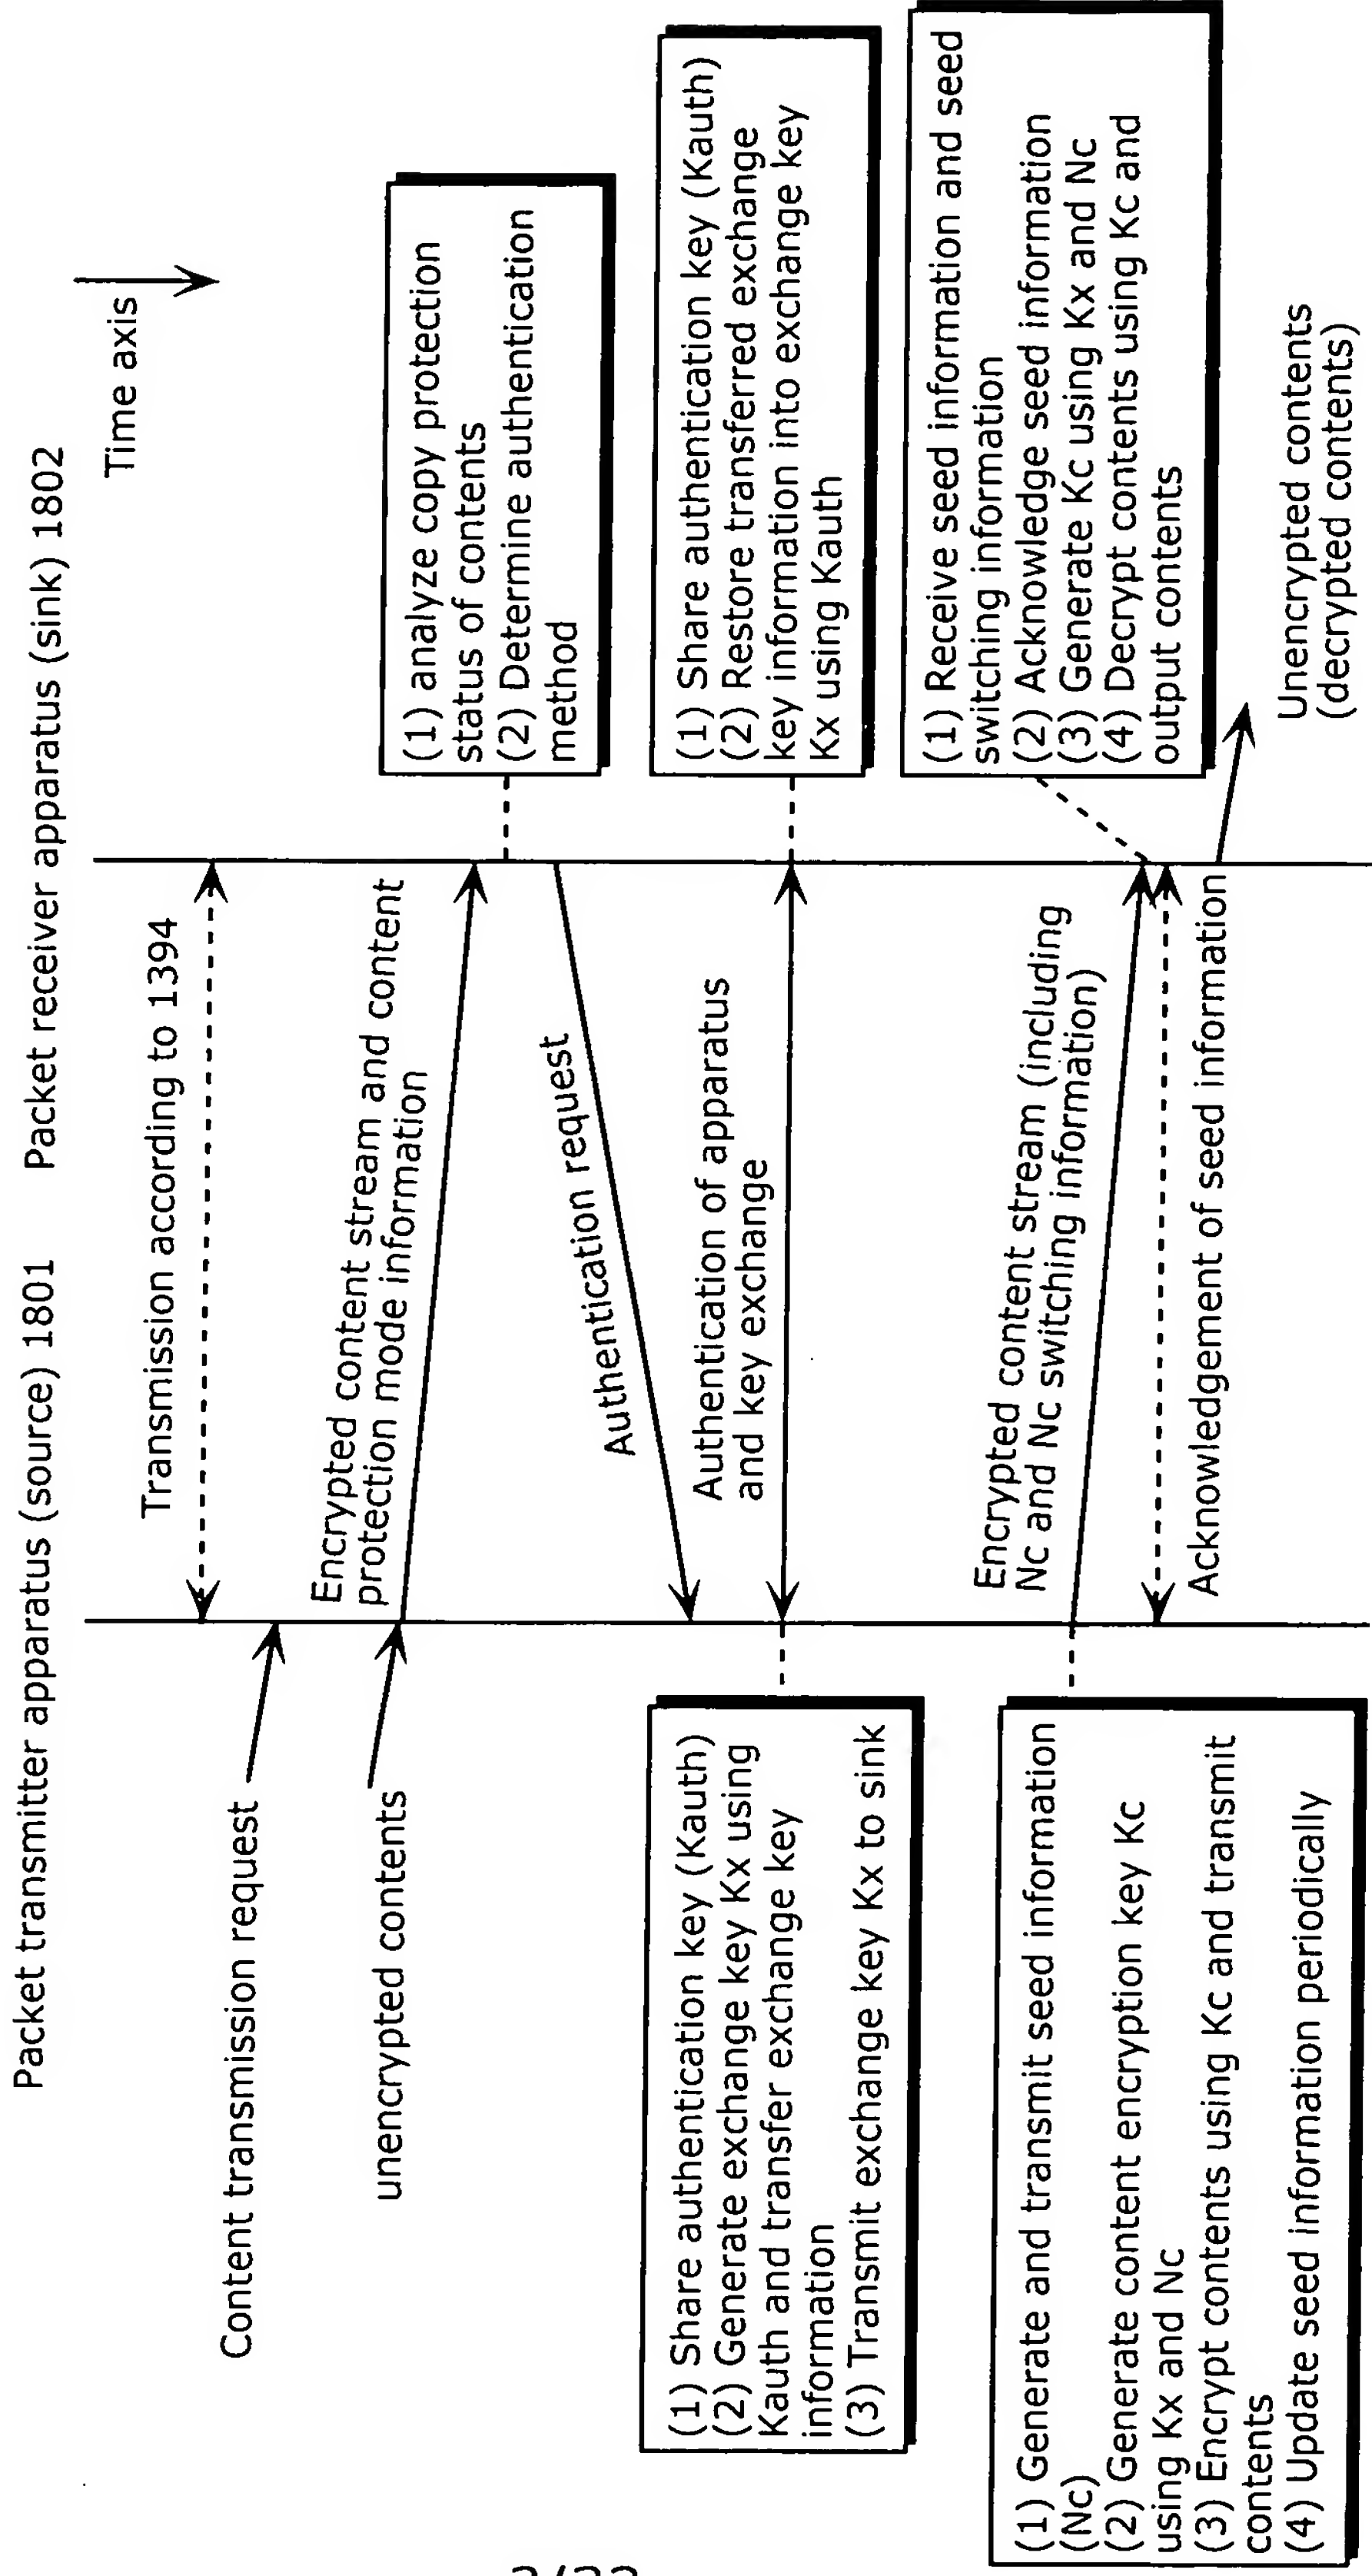 Packet transmitter apparatus (source) 1801
Packet receiver apparatus (sink) 1802
Time axis
Transmission according to 1394
Content transmission request
unencrypted contents
Encrypted content stream and content
protection mode information
(1) analyze copy protection
status of contents
(2) Determine authentication
method
Authentication request
Authentication of apparatus
and key exchange
(1) Share authentication key (Kauth)
(2) Generate exchange key Kx using
Kauth and transfer exchange key
information
(3) Transmit exchange key Kx to sink
(1) Share authentication key (Kauth)
(2) Restore transferred exchange
key information into exchange key
Kx using Kauth
Encrypted content stream (including
Nc and Nc switching information)
(1) Generate and transmit seed information
(Nc)
(2) Generate content encryption key Kc
using Kx and Nc
(3) Encrypt contents using Kc and transmit
contents
(4) Update seed information periodically
(1) Receive seed information and seed
switching information
(2) Acknowledge seed information
(3) Generate Kc using Kx and Nc
(4) Decrypt contents using Kc and
output contents
Acknowledgement of seed information
Unencrypted contents
(decrypted contents)